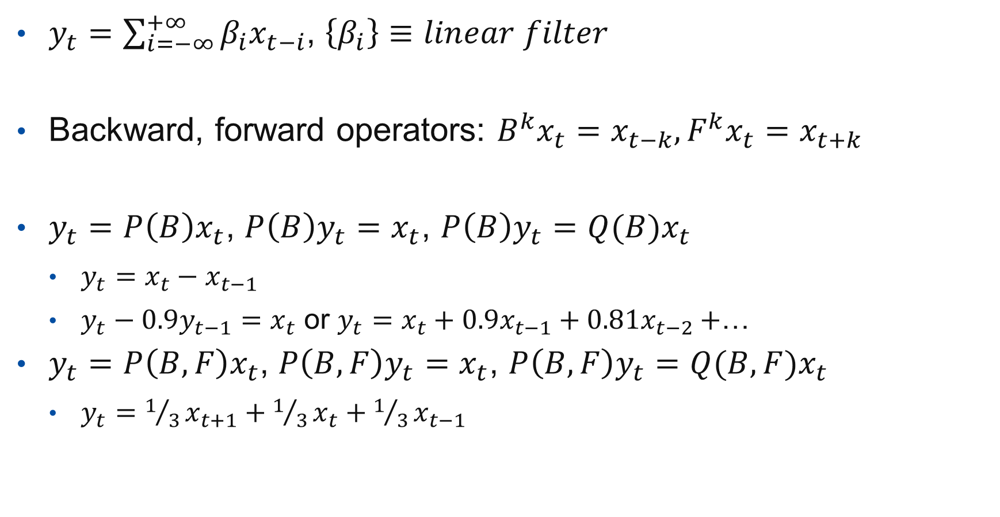 • y_t = ∑_{i=−∞}^{+∞} β_i x_{t−i}, {β_i} ≡ linear filter
• Backward, forward operators: B^k x_t = x_{t−k}, F^k x_t = x_{t+k}
• y_t = P(B)x_t, P(B)y_t = x_t, P(B)y_t = Q(B)x_t
• y_t = x_t − x_{t−1}
• y_t − 0.9y_{t−1} = x_t or y_t = x_t + 0.9x_{t−1} + 0.81x_{t−2} +…
• y_t = P(B, F)x_t, P(B, F)y_t = x_t, P(B, F)y_t = Q(B, F)x_t
• y_t = 1/3 x_{t+1} + 1/3 x_t + 1/3 x_{t−1}